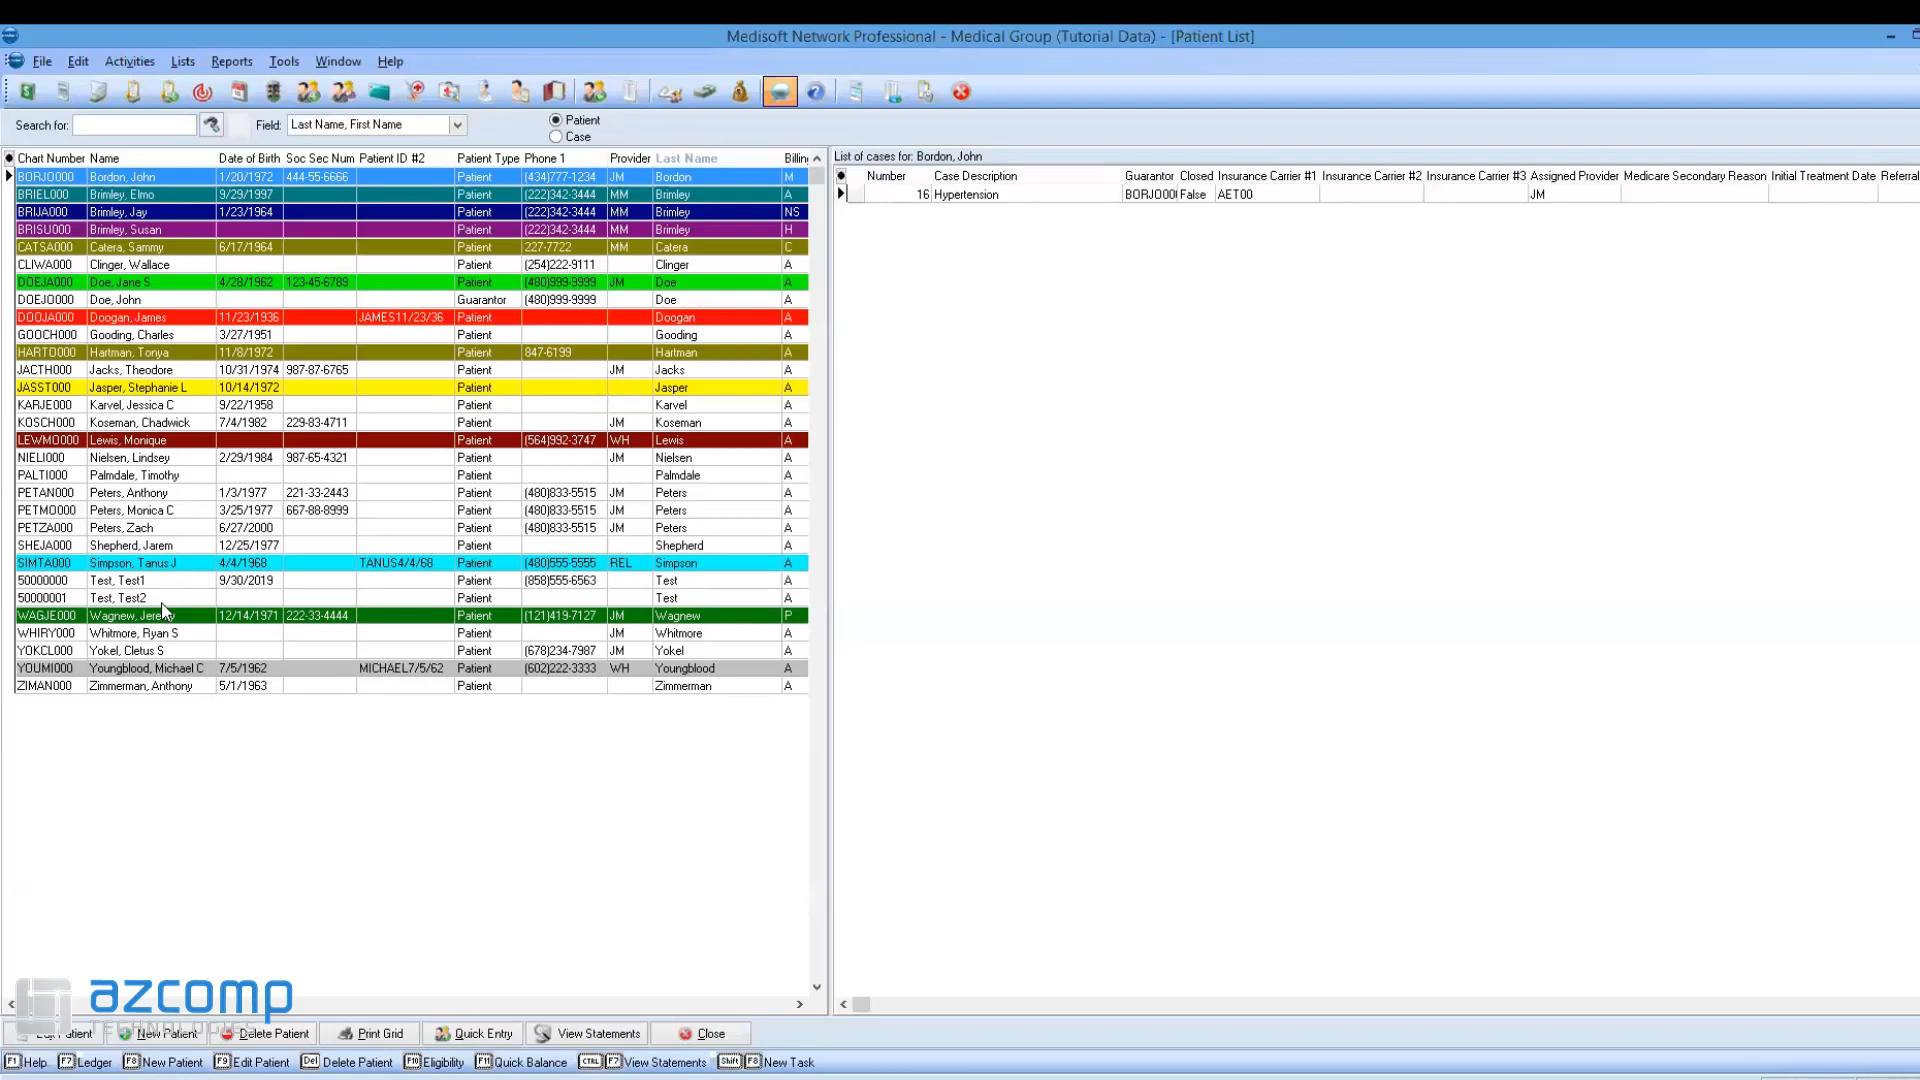 Medisoft Network Professional - Medical Group (Tutorial Data) - [Patient List]
File Edit Activities Lists Reports Tools Window Help
Search for: Field: Last Name, First Name Patient
Case
Chart Number Name Date of Birth Soc Sec Num Patient ID #2 Patient Type Phone 1 Provider Last Name Billing
BORJO000 Bordon, John 1/20/1972 444-55-6666 Patient (434)777-1234 JM Bordon M
BRIEL000 Brimley, Elmo 9/29/1997 Patient (222)342-3444 MM Brimley A
BRIJA000 Brimley, Jay 1/23/1964 Patient (222)342-3444 MM Brimley NS
BRISU000 Brimley, Susan Patient (222)342-3444 MM Brimley H
CATSA000 Catera, Sammy 6/17/1964 Patient 227-7722 MM Catera C
CLIWA000 Clinger, Wallace Patient (254)222-9111 Clinger A
DOEJA000 Doe, Jane S 4/28/1962 123-45-6789 Patient (480)999-9999 JM Doe A
DOEJO000 Doe, John Guarantor (480)999-9999 Doe A
DOOJA000 Doogan, James 11/23/1936 JAMES11/23/36 Patient Doogan A
GOOCH000 Gooding, Charles 3/27/1951 Patient Gooding A
HARTO000 Hartman, Tonya 11/8/1972 Patient 847-6199 Hartman A
JACTH000 Jacks, Theodore 10/31/1974 987-87-6765 Patient JM Jacks A
JASST000 Jasper, Stephanie L 10/14/1972 Patient Jasper A
KARJE000 Karvel, Jessica C 9/22/1958 Patient Karvel A
KOSCH000 Koseman, Chadwick 7/4/1982 229-83-4711 Patient JM Koseman A
LEWMO000 Lewis, Monique Patient (564)992-3747 WH Lewis A
NIELI000 Nielsen, Lindsey 2/29/1984 987-65-4321 Patient JM Nielsen A
PALTI000 Palmdale, Timothy Patient Palmdale A
PETAN000 Peters, Anthony 1/3/1977 221-33-2443 Patient (480)833-5515 JM Peters A
PETMO000 Peters, Monica C 3/25/1977 667-88-8999 Patient (480)833-5515 JM Peters A
PETZA000 Peters, Zach 6/27/2000 Patient (480)833-5515 JM Peters A
SHEJA000 Shepherd, Jarem 12/25/1977 Patient Shepherd A
SIMTA000 Simpson, Tanus J 4/4/1968 TANUS4/4/68 Patient (480)555-5555 REL Simpson A
50000000 Test, Test1 9/30/2019 Patient (858)555-6563 Test A
50000001 Test, Test2 Patient Test A
WAGJE000 Wagnew, 12/14/1971 222-33-4444 Patient (121)419-7127 JM Wagnew P
WHIRY000 Whitmore, Ryan S Patient JM Whitmore A
YOKCL000 Yokel, Cletus S Patient (678)234-7987 JM Yokel A
YOUMI000 Youngblood, Michael C 7/5/1962 MICHAEL7/5/62 Patient (602)222-3333 WH Youngblood A
ZIMAN000 Zimmerman, Anthony 5/1/1963 Patient Zimmerman A
List of cases for: Bordon, John
Number Case Description Guarantor Closed Insurance Carrier #1 Insurance Carrier #2 Insurance Carrier #3 Assigned Provider Medicare Secondary Reason Initial Treatment Date Referral
16 Hypertension BORJO00 False AET00 JM
azcomp
TECHNOLOGIES
Edit Patient New Patient Delete Patient Print Grid Quick Entry View Statements Close
F1 Help F7 Ledger F8 New Patient F9 Edit Patient Del Delete Patient F10 Eligibility F11 Quick Balance CTRL F7 View Statements Shift F8 New Task